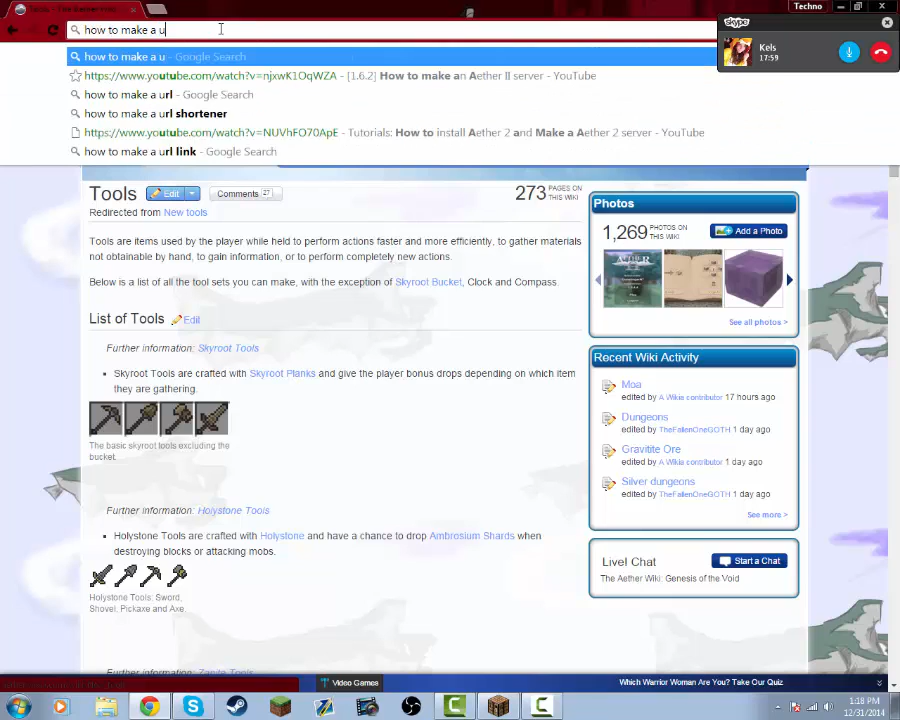 Tools - The Aether
Techno
how to make a u
skype
Kels
17:59
how to make a u - Google Search
https://www.youtube.com/watch?v=njxwK1OqWZA - [1.6.2] How to make an Aether II server - YouTube
how to make a url - Google Search
how to make a url shortener
https://www.youtube.com/watch?v=NUVhFO70ApE - Tutorials: How to install Aether 2 and Make a Aether 2 server - YouTube
how to make a url link - Google Search
Tools Edit Comments 273 PAGES ON THIS WIKI
Redirected from New tools
Tools are items used by the player while held to perform actions faster and more efficiently, to gather materials
not obtainable by hand, to gain information, or to perform completely new actions.
Below is a list of all the tool sets you can make, with the exception of Skyroot Bucket, Clock and Compass.
List of Tools Edit
Further information: Skyroot Tools
Skyroot Tools are crafted with Skyroot Planks and give the player bonus drops depending on which item
they are gathering.
The basic skyroot tools excluding the
bucket.
Further information: Holystone Tools
Holystone Tools are crafted with Holystone and have a chance to drop Ambrosium Shards when
destroying blocks or attacking mobs.
Holystone Tools: Sword,
Shovel, Pickaxe and Axe.
Further information: Zanite Tools
Photos
1,269 PHOTOS ON THIS WIKI Add a Photo
See all photos >
Recent Wiki Activity
Moa
edited by A Wikia contributor 17 hours ago
Dungeons
edited by TheFallenOneGOTH 1 day ago
Gravitite Ore
edited by A Wikia contributor 1 day ago
Silver dungeons
edited by TheFallenOneGOTH 1 day ago
See more >
Live! Chat Start a Chat
The Aether Wiki: Genesis of the Void
Video Games
Which Warrior Woman Are You? Take Our Quiz
1:18 PM
12/31/2014